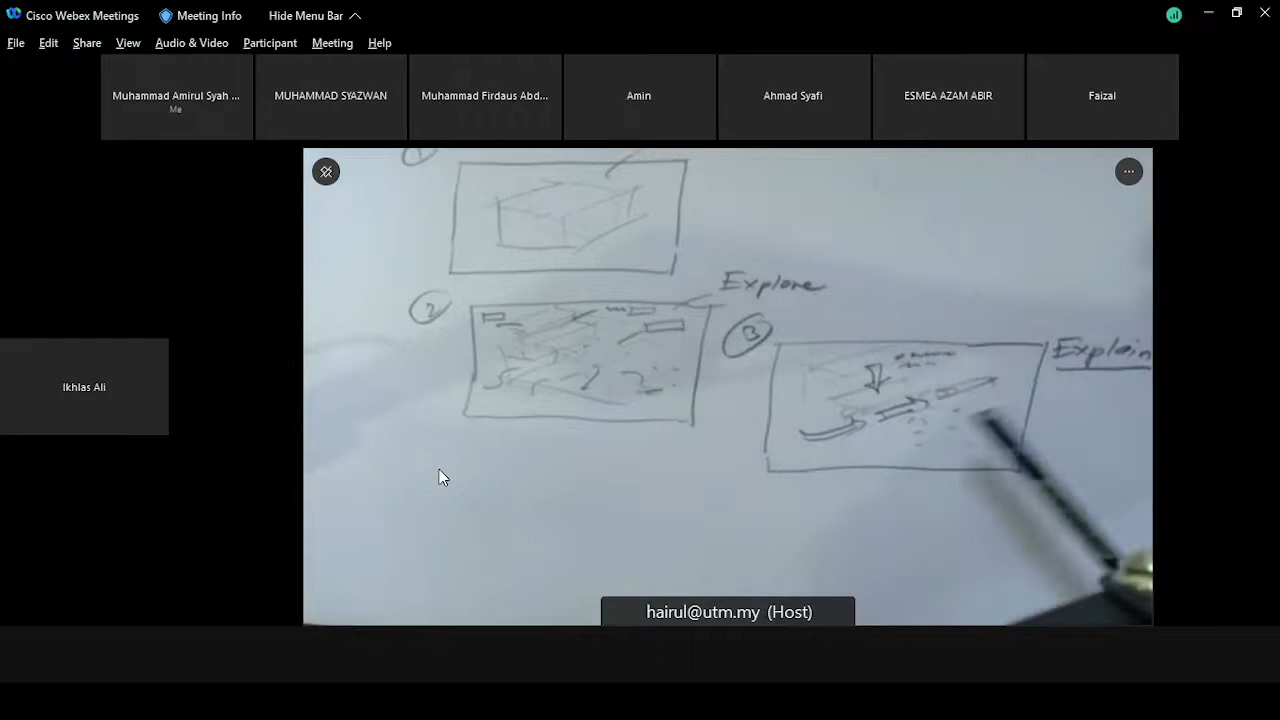 Cisco Webex Meetings
Meeting Info
Hide Menu Bar
File Edit Share View Audio & Video Participant Meeting Help
Muhammad Amirul Syah ...
Me
MUHAMMAD SYAZWAN
Muhammad Firdaus Abd...
Amin
Ahmad Syafi
ESMEA AZAM ABIR
Faizal
Ikhlas Ali
1
2
Explore
3
Explain
hairul@utm.my (Host)